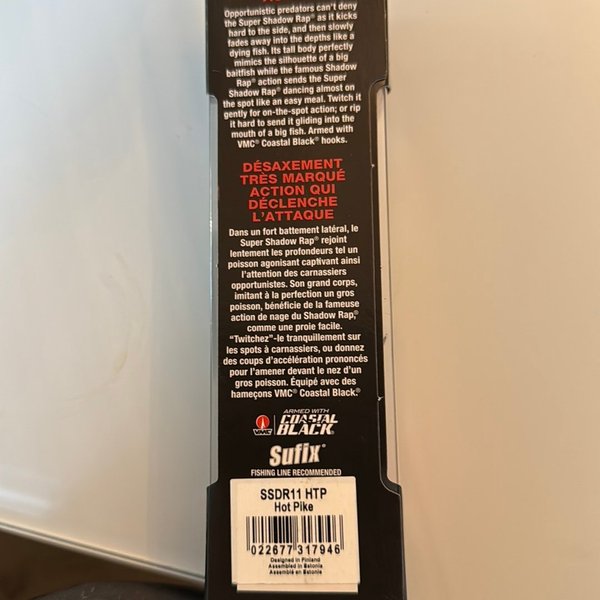 Opportunistic predators can't deny
the Super Shadow Rap® as it kicks
hard to the side, and then slowly
fades away into the depths like a
dying fish. Its tall body perfectly
mimics the silhouette of a big
baitfish while the famous Shadow
Rap® action sends the Super
Shadow Rap® dancing almost on
the spot like an easy meal. Twitch it
gently for on-the-spot action; or rip
it hard to send it gliding into the
mouth of a big fish. Armed with
VMC® Coastal Black® hooks.
DÉSAXEMENT
TRÈS MARQUÉ
ACTION QUI
DÉCLENCHE
L'ATTAQUE
Dans un fort battement latéral, le
Super Shadow Rap® rejoint
lentement les profondeurs tel un
poisson agonisant captivant ainsi
l'attention des carnassiers
opportunistes. Son grand corps,
imitant à la perfection un gros
poisson, bénéficie de la fameuse
action de nage du Shadow Rap®,
comme une proie facile.
"Twitchez"-le tranquillement sur
les spots à carnassiers, ou donnez
des coups d'accélération prononcés
pour l'amener devant le nez d'un
gros poisson. Équipé avec des
hameçons VMC® Coastal Black®.
VMC
ARMED WITH
COASTAL
BLACK®
Sufix®
FISHING LINE RECOMMENDED
SSDR11 HTP
Hot Pike
022677 317946
Designed in Finland
Assembled in Estonia
Assemblé en Estonie